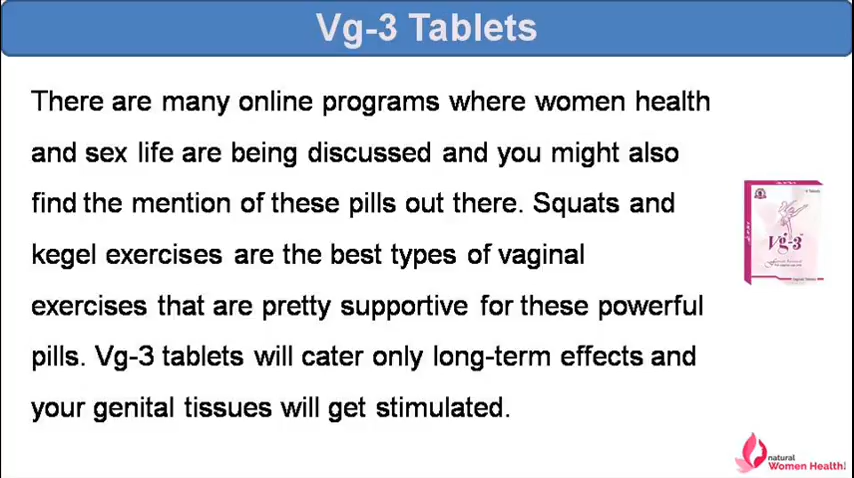 Vg-3 Tablets
There are many online programs where women health
and sex life are being discussed and you might also
find the mention of these pills out there. Squats and
kegel exercises are the best types of vaginal
exercises that are pretty supportive for these powerful
pills. Vg-3 tablets will cater only long-term effects and
your genital tissues will get stimulated.
Vg-3
natural
Women Health!